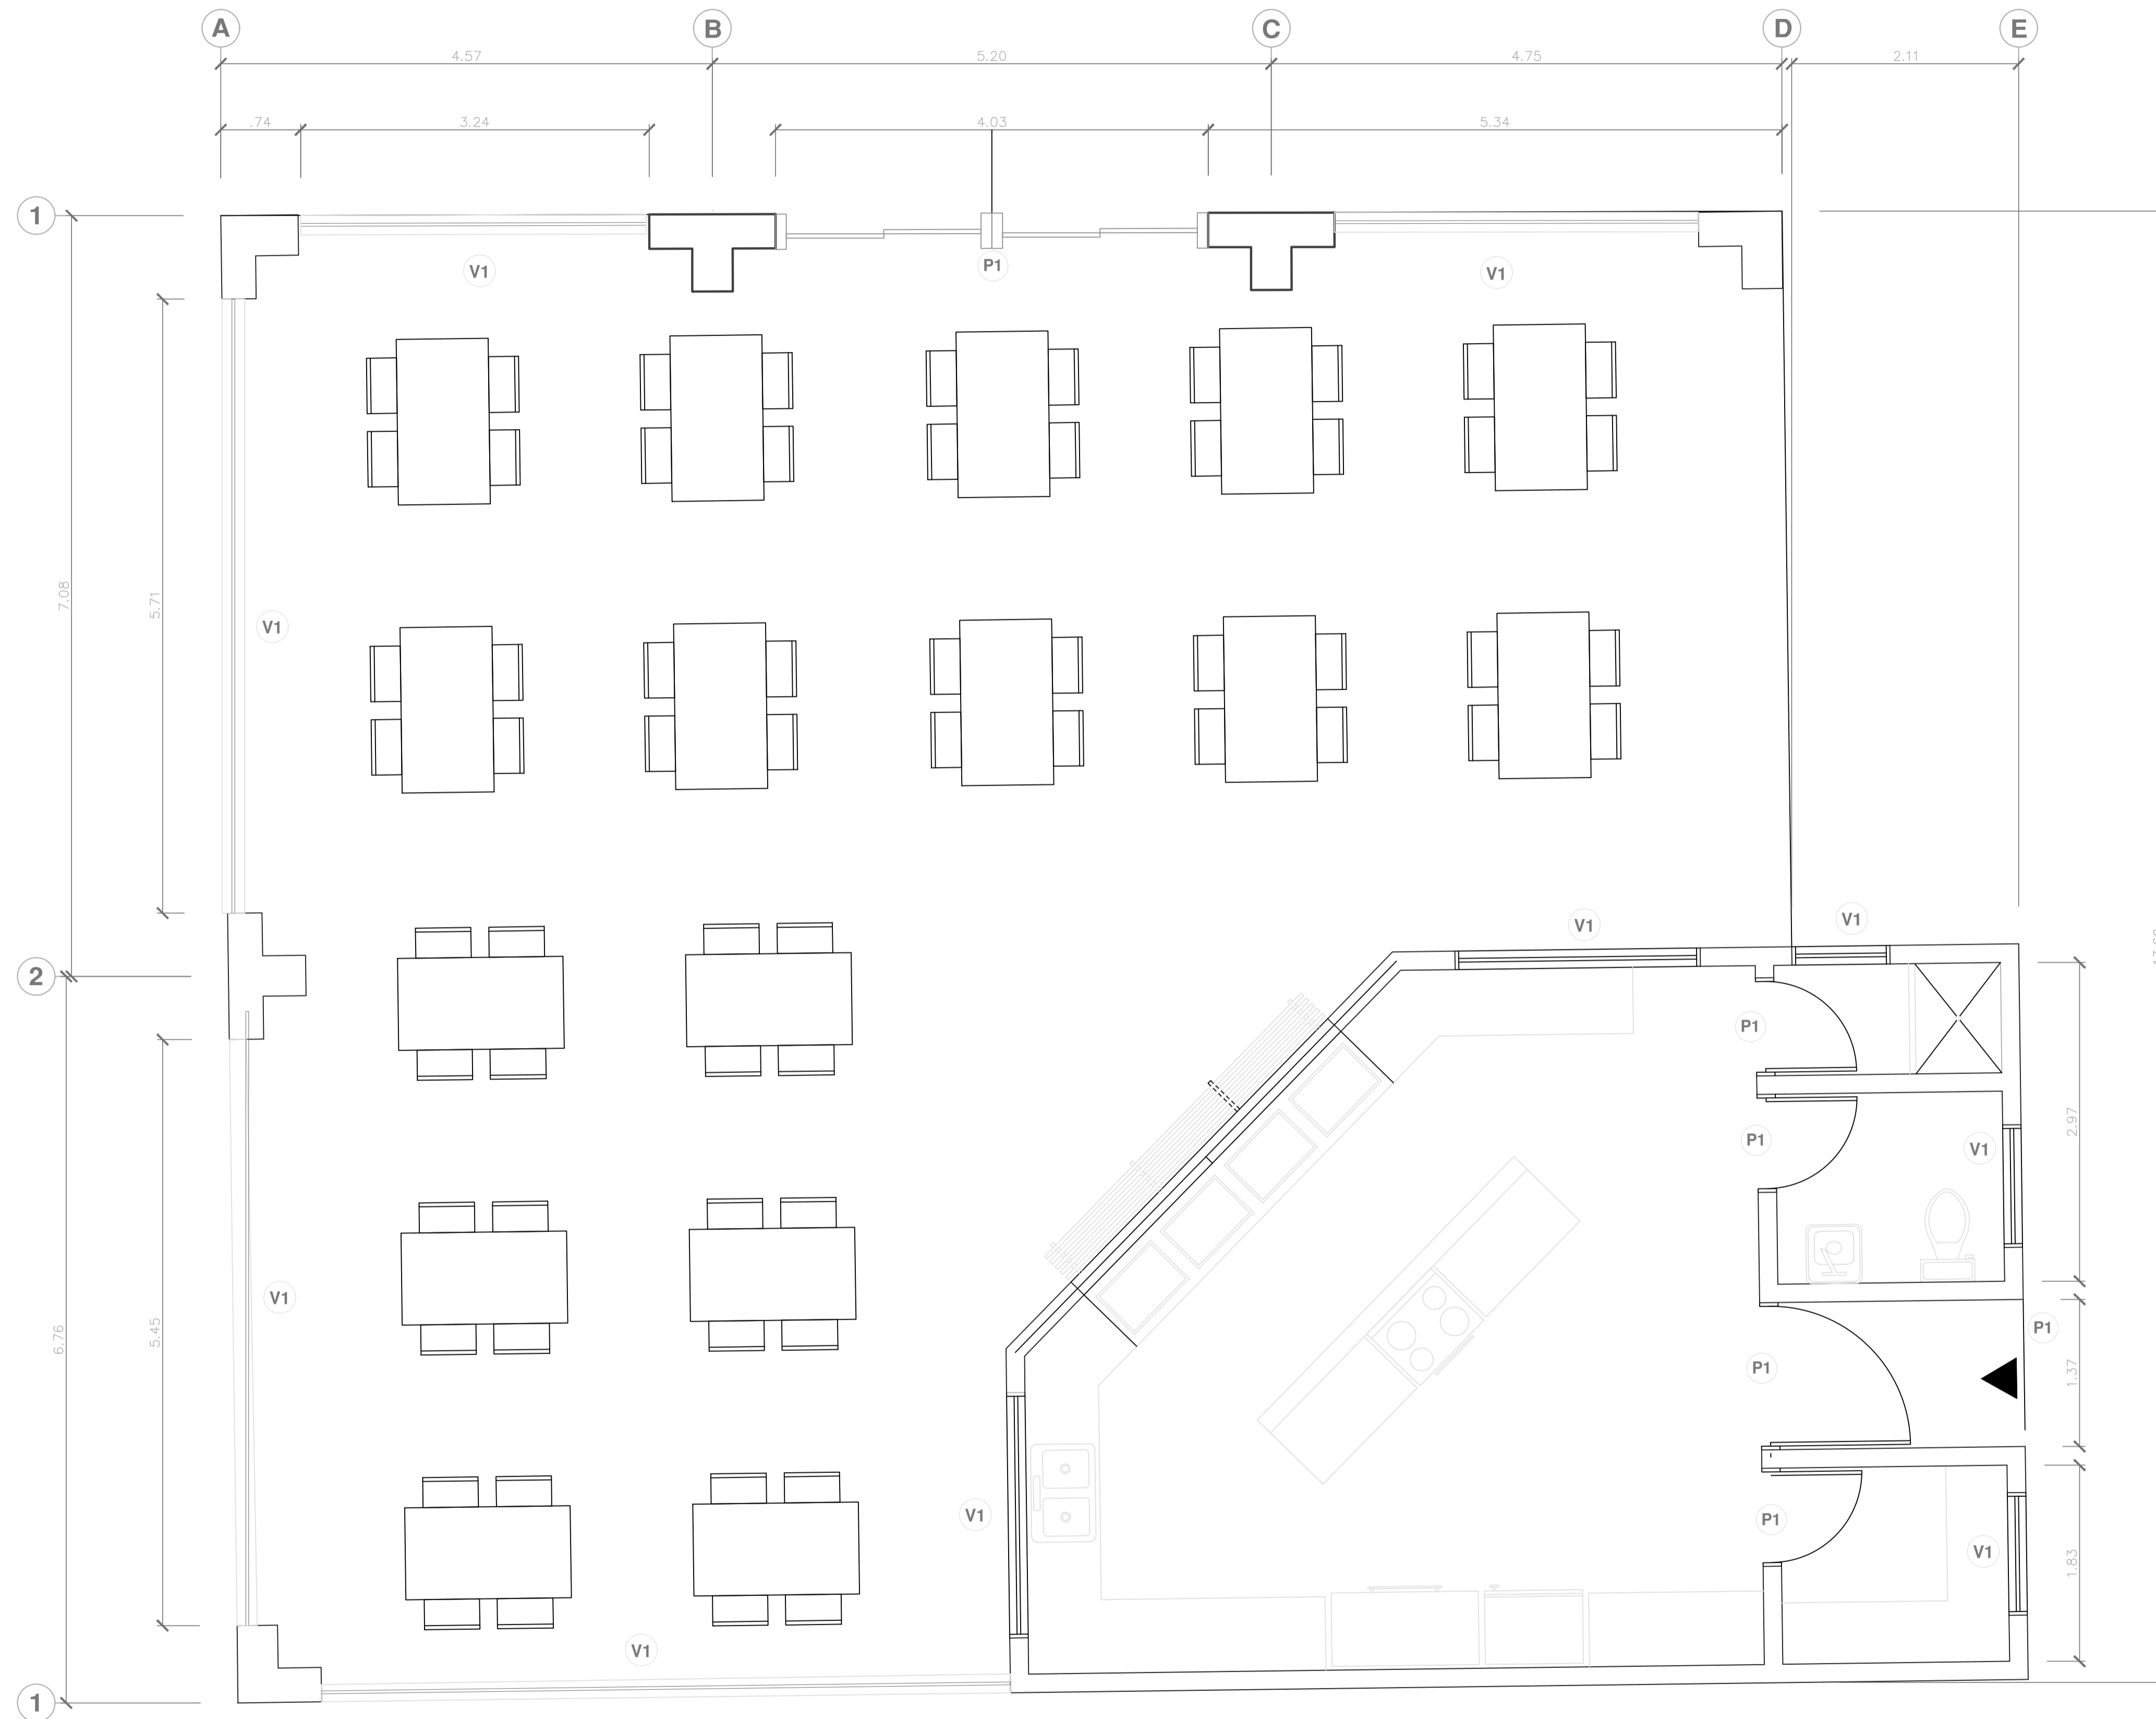 A B C D E
4.57 5.20 4.75 2.11
.74 3.24 4.03 5.34
1
V1 P1 V1
7.08
5.71
V1
V1 V1
2
P1
2.97
P1 V1
V1
6.76
5.45
P1
P1
1.37
V1 P1
V1
1.83
V1
1